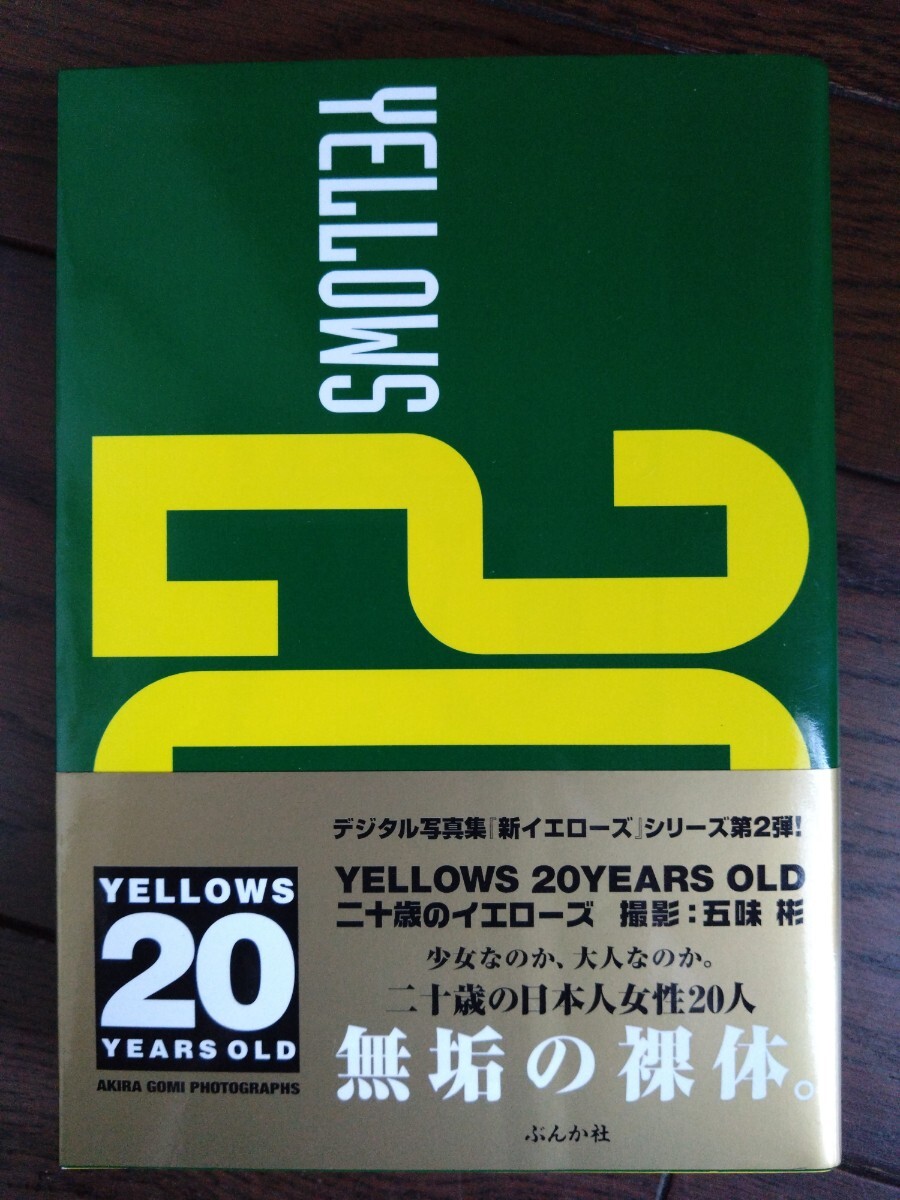 YELLOWS
20
デジタル写真集『新イエローズ』シリーズ第2弾!
YELLOWS 20YEARS OLD
二十歳のイエローズ 撮影:五味 彬
少女なのか、大人なのか。
二十歳の日本人女性20人
無垢の裸体。
ぶんか社
YELLOWS
20
YEARS OLD
AKIRA GOMI PHOTOGRAPHS